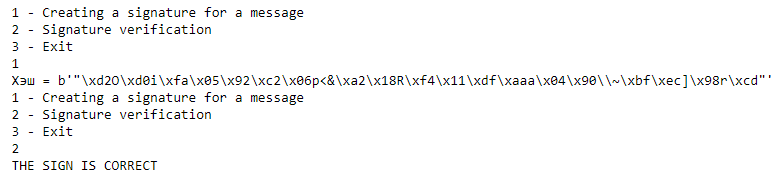 1 - Creating a signature for a message
2 - Signature verification
3 - Exit
1
Хэш = b'"\xd2O\xd0i\xfa\x05\x92\xc2\x06p<&\xa2\x18R\xf4\x11\xdf\xaaa\x04\x90\\~\xbf\xec]\x98r\xcd"'
1 - Creating a signature for a message
2 - Signature verification
3 - Exit
2
THE SIGN IS CORRECT